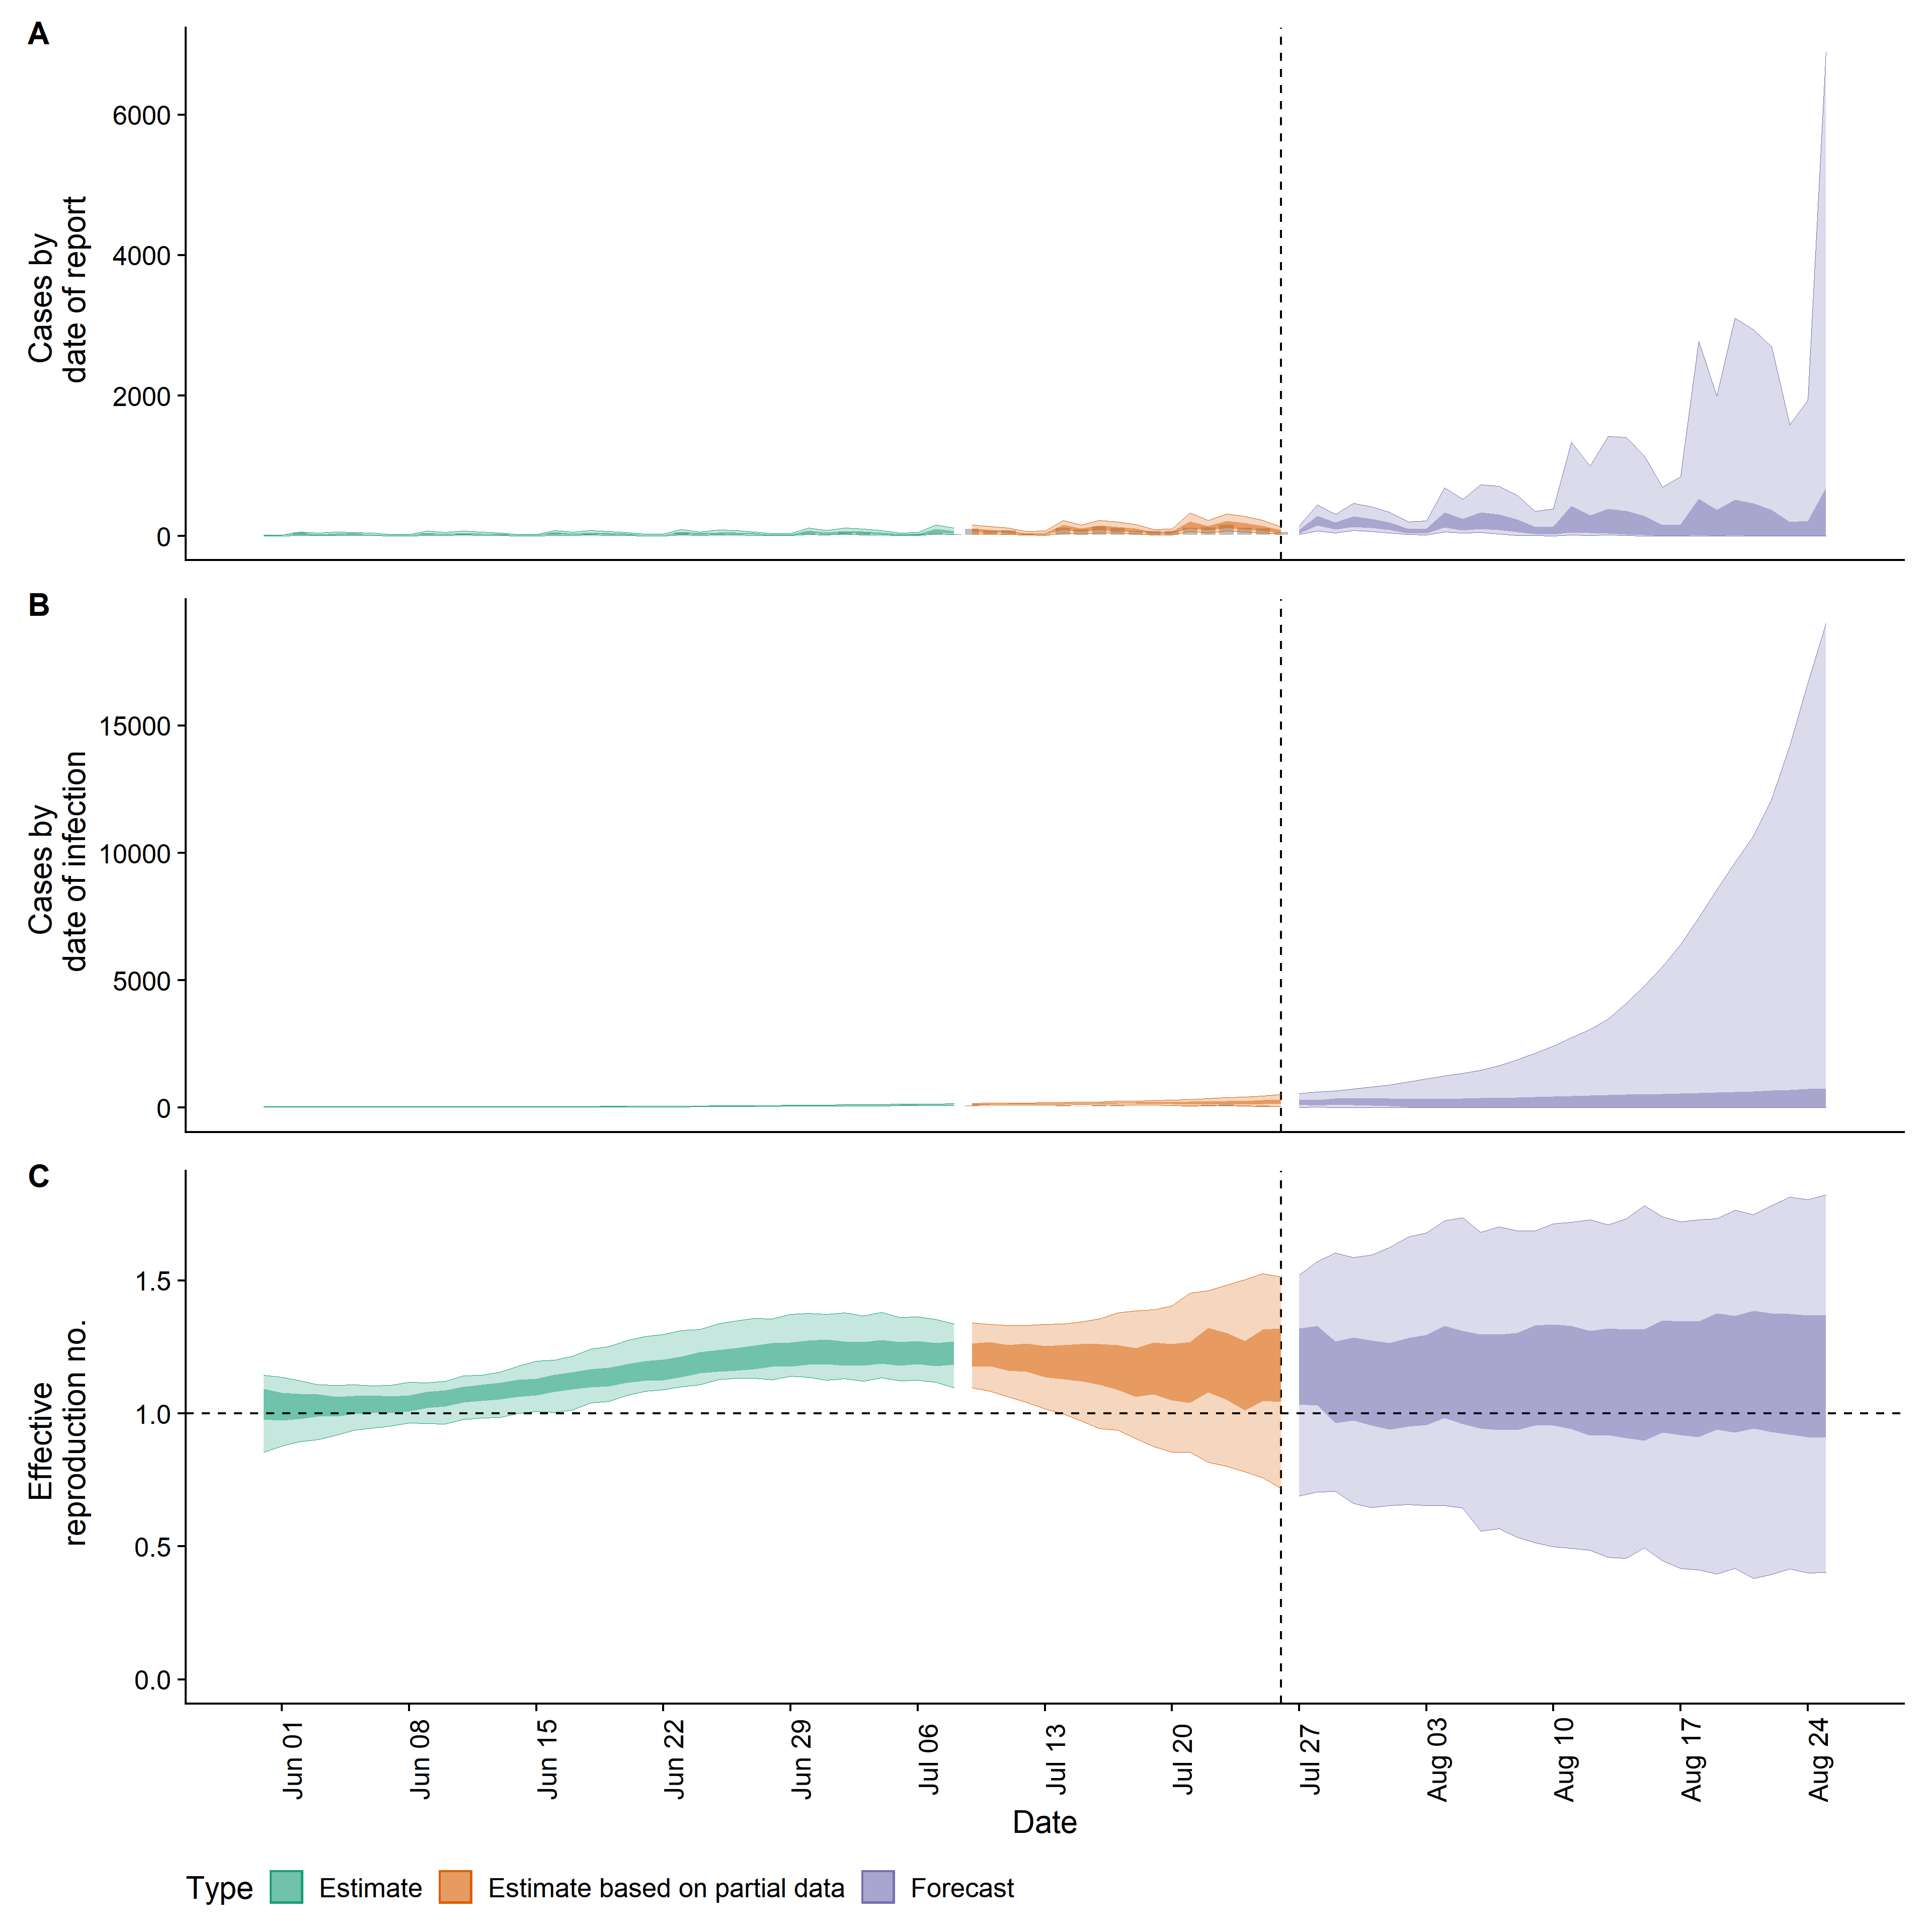 A
Cases by
date of report
6000
4000
2000
0
B
Cases by
date of infection
15000
10000
5000
0
C
Effective
reproduction no.
1.5
1.0
0.5
0.0
Jun 01
Jun 08
Jun 15
Jun 22
Jun 29
Jul 06
Jul 13
Jul 20
Jul 27
Aug 03
Aug 10
Aug 17
Aug 24
Date
Type Estimate Estimate based on partial data Forecast